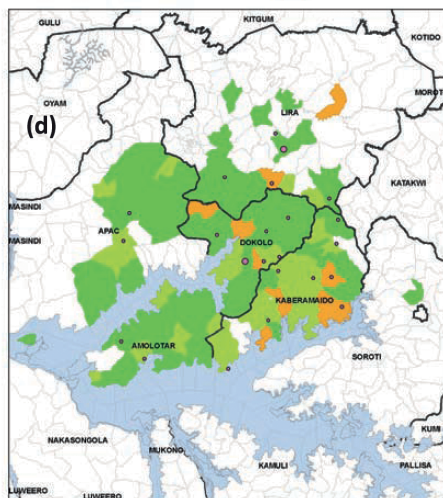 GULU
KITGUM
KOTIDO
OYAM
MOROT
LIRA
(d)
KATAKWI
MASINDI
MASINDI
APAC
DOKOLO
KABERAMAIDO
AMOLOTAR
SOROTI
NAKASONGOLA
MUKONO
KUMI
KAMULI
PALLISA
LUWEERO
LUWEERO